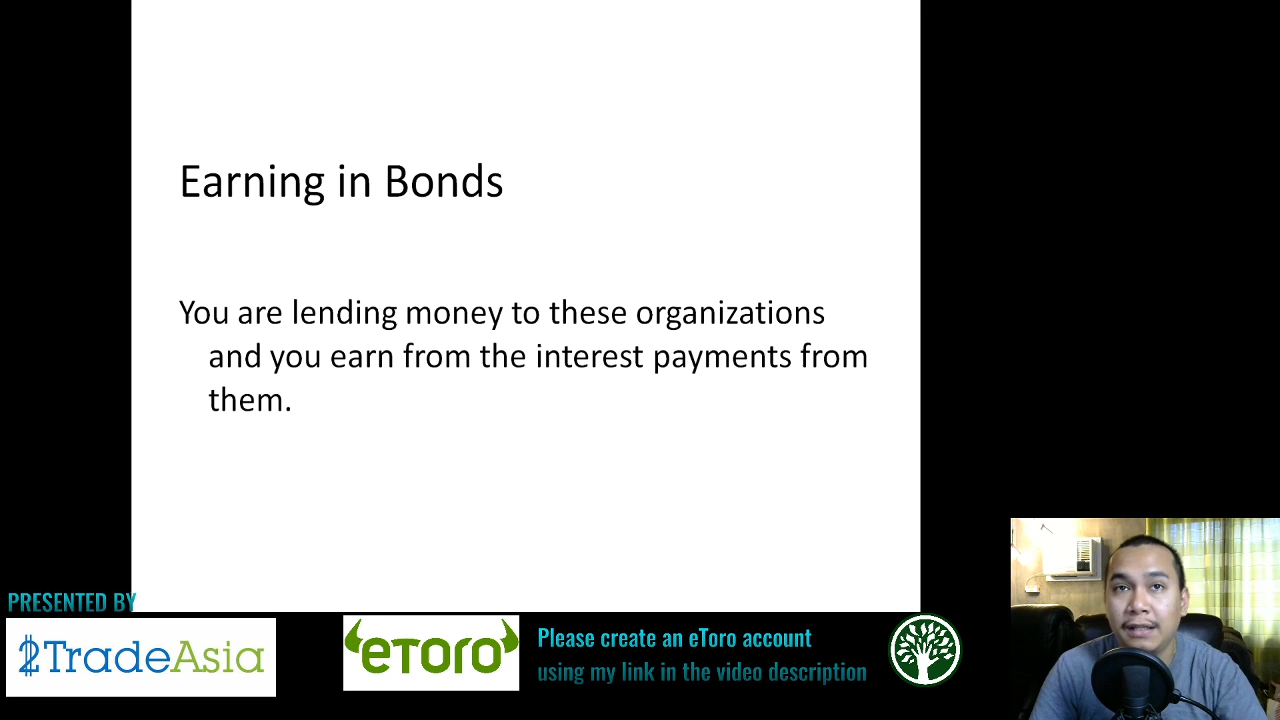 Earning in Bonds
You are lending money to these organizations
and you earn from the interest payments from
them.
PRESENTED BY
2TradeAsia
eToro
Please create an eToro account
using my link in the video description